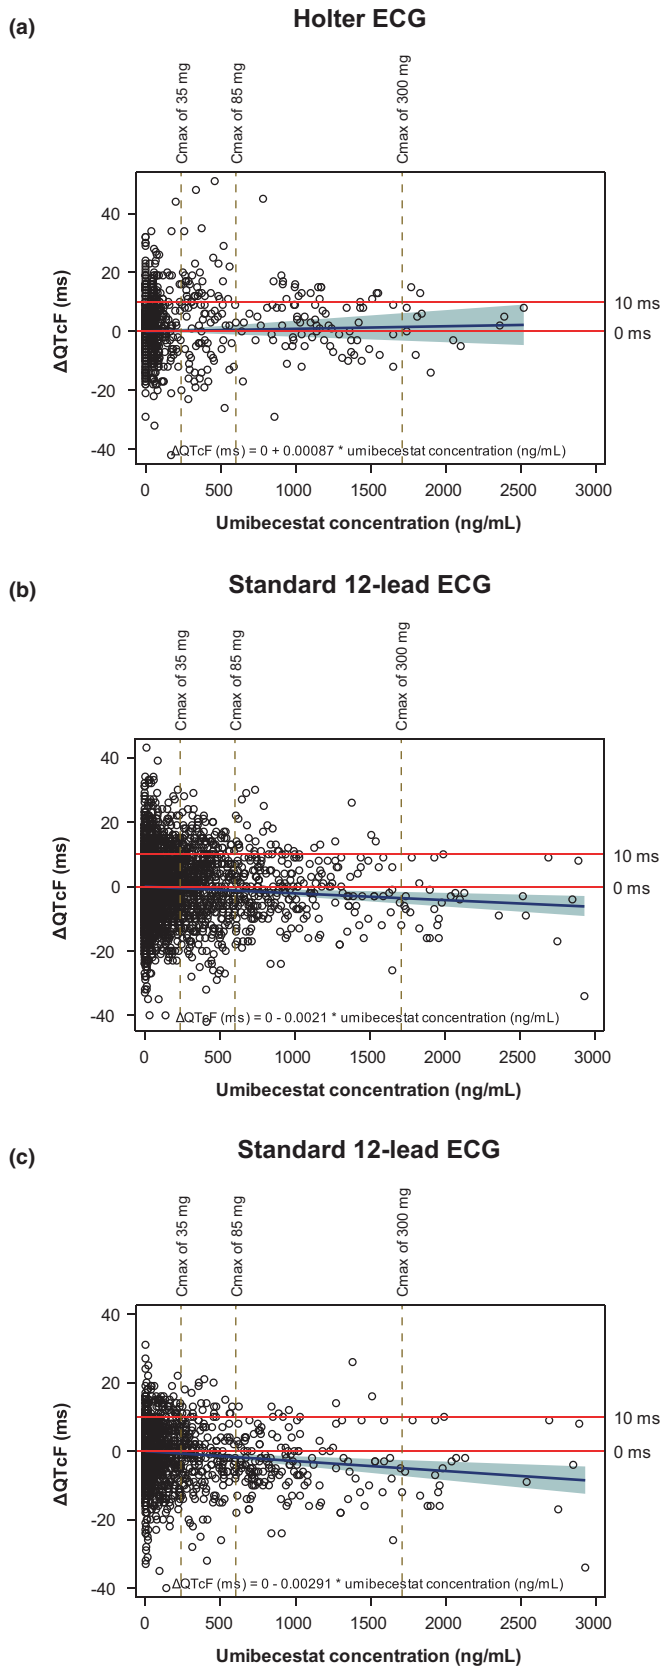 (a)
Holter ECG
Cmax of 35 mg
Cmax of 85 mg
Cmax of 300 mg
40
20
0
-20
-40
10 ms
0 ms
ΔQTcF (ms)
ΔQTcF (ms) = 0 + 0.00087 * umibecestat concentration (ng/mL)
0 500 1000 1500 2000 2500 3000
Umibecestat concentration (ng/mL)
(b)
Standard 12-lead ECG
Cmax of 35 mg
Cmax of 85 mg
Cmax of 300 mg
40
20
0
-20
-40
10 ms
0 ms
ΔQTcF (ms)
ΔQTcF (ms) = 0 - 0.0021 * umibecestat concentration (ng/mL)
0 500 1000 1500 2000 2500 3000
Umibecestat concentration (ng/mL)
(c)
Standard 12-lead ECG
Cmax of 35 mg
Cmax of 85 mg
Cmax of 300 mg
40
20
0
-20
-40
10 ms
0 ms
ΔQTcF (ms)
ΔQTcF (ms) = 0 - 0.00291 * umibecestat concentration (ng/mL)
0 500 1000 1500 2000 2500 3000
Umibecestat concentration (ng/mL)